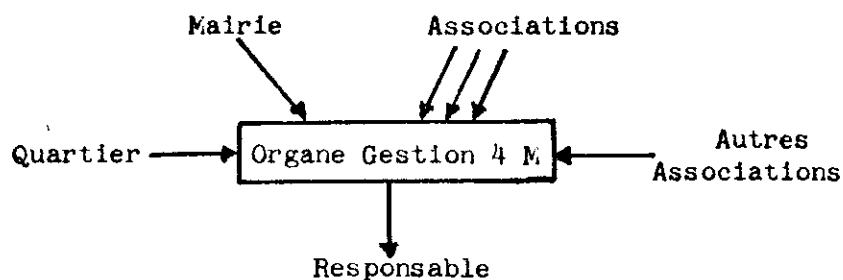 Mairie Associations
Quartier Organe Gestion 4 M Autres
Associations
Responsable